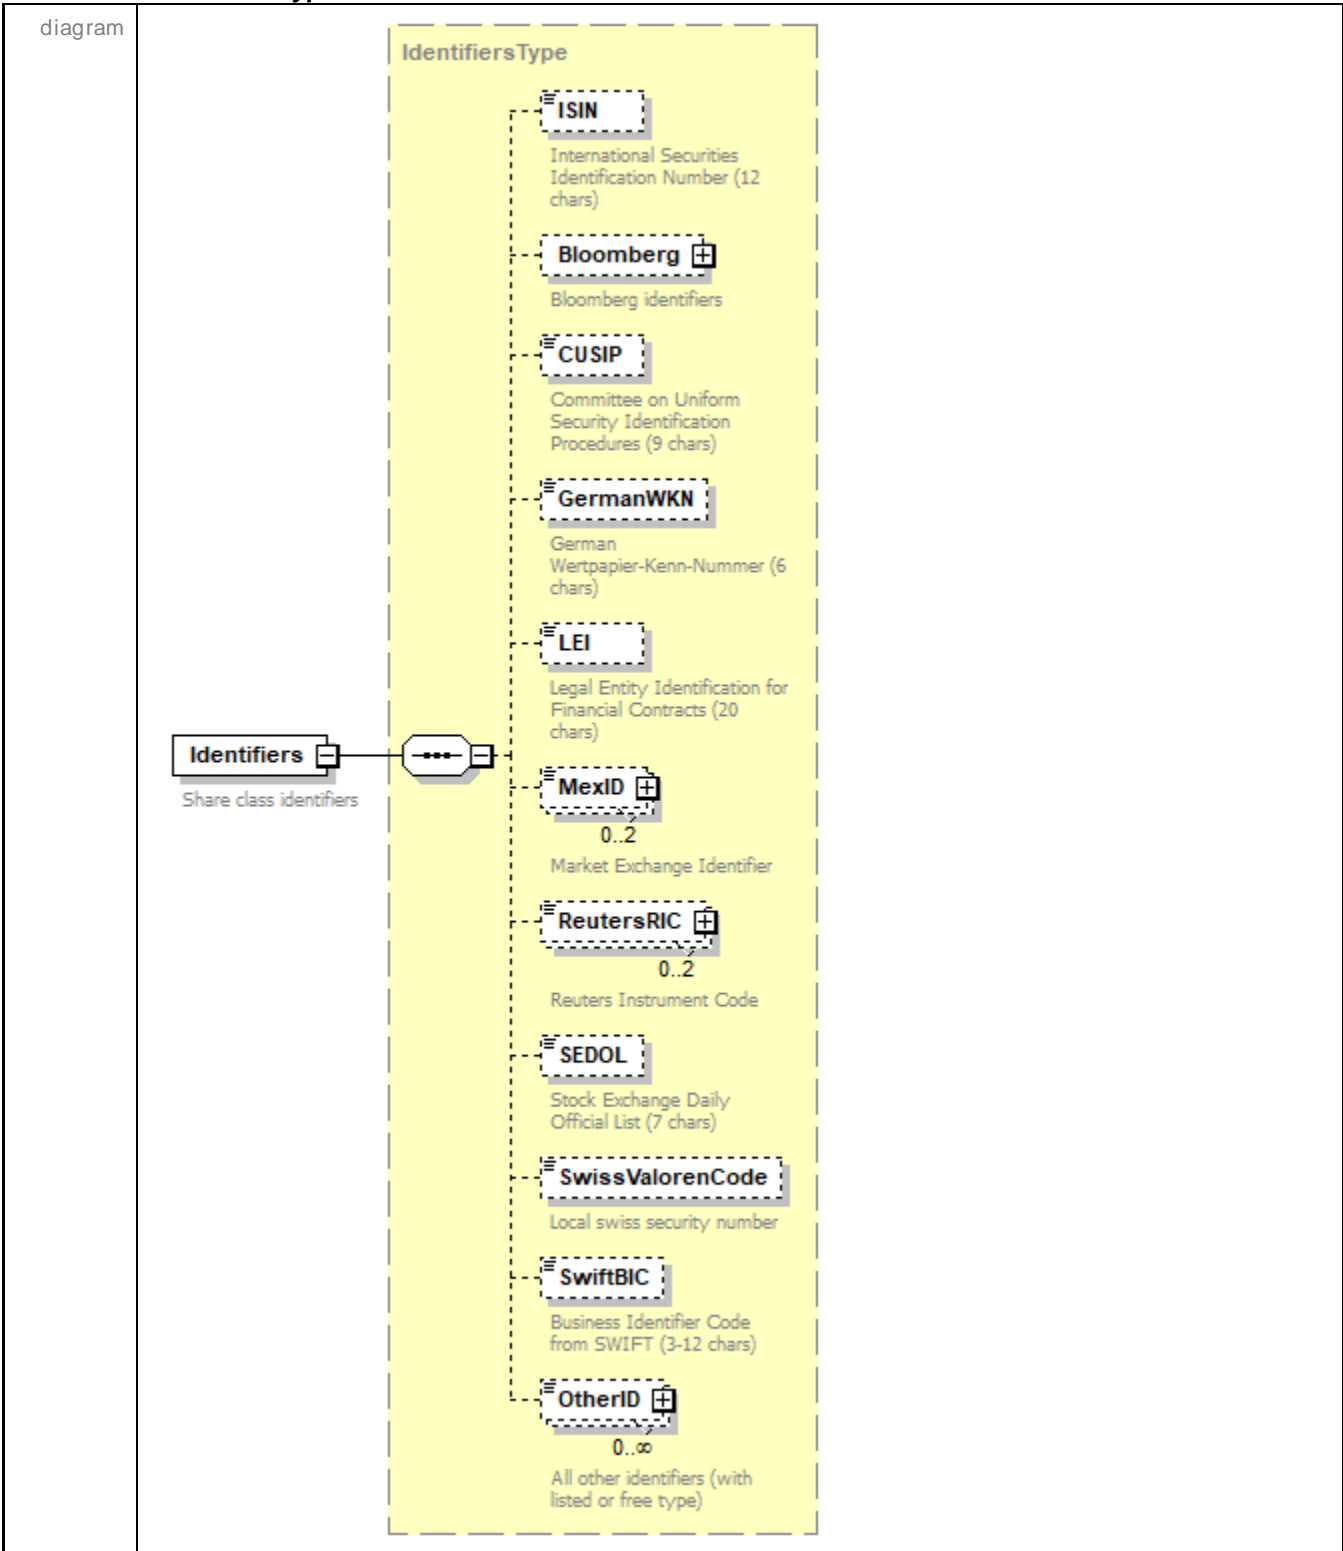 diagram
IdentifiersType
ISIN
International Securities
Identification Number (12
chars)
Bloomberg
Bloomberg identifiers
CUSIP
Committee on Uniform
Security Identification
Procedures (9 chars)
GermanWKN
German
Wertpapier-Kenn-Nummer (6
chars)
LEI
Legal Entity Identification for
Financial Contracts (20
chars)
Identifiers
Share class identifiers
MexID
0..2
Market Exchange Identifier
ReutersRIC
0..2
Reuters Instrument Code
SEDOL
Stock Exchange Daily
Official List (7 chars)
SwissValorenCode
Local swiss security number
SwiftBIC
Business Identifier Code
from SWIFT (3-12 chars)
OtherID
0..∞
All other identifiers (with
listed or free type)